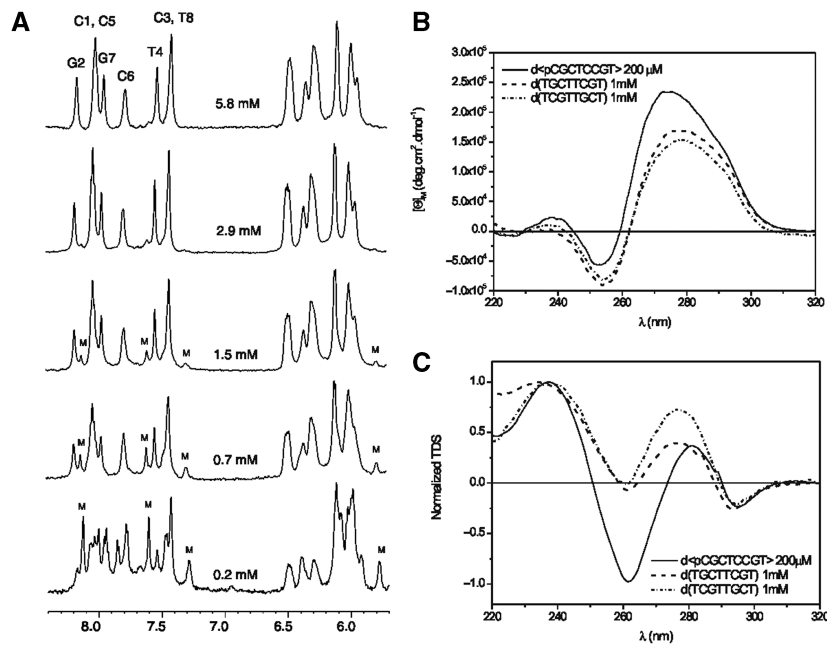 A
C1, C5
C3, T8
G2
G7
C6
T4
5.8 mM
2.9 mM
M
M
1.5 mM
M
M
M
M
0.7 mM
M
M
M
M
0.2 mM
M
M
8.0
7.5
7.0
6.5
6.0
B
[Θ]M (deg.cm².dmol⁻¹)
3.0x10⁵
2.5x10⁵
2.0x10⁵
1.5x10⁵
1.0x10⁵
5.0x10⁴
0.0
-5.0x10⁴
-1.0x10⁵
d<pCGCTCCGT> 200 µM
d(TGCTTCGT) 1mM
d(TCGTTGCT) 1mM
220
240
260
280
300
320
λ (nm)
C
Normalized TDS
1.0
0.5
0.0
-0.5
-1.0
d<pCGCTCCGT> 200µM
d(TGCTTCGT) 1mM
d(TCGTTGCT) 1mM
220
240
260
280
300
320
λ (nm)